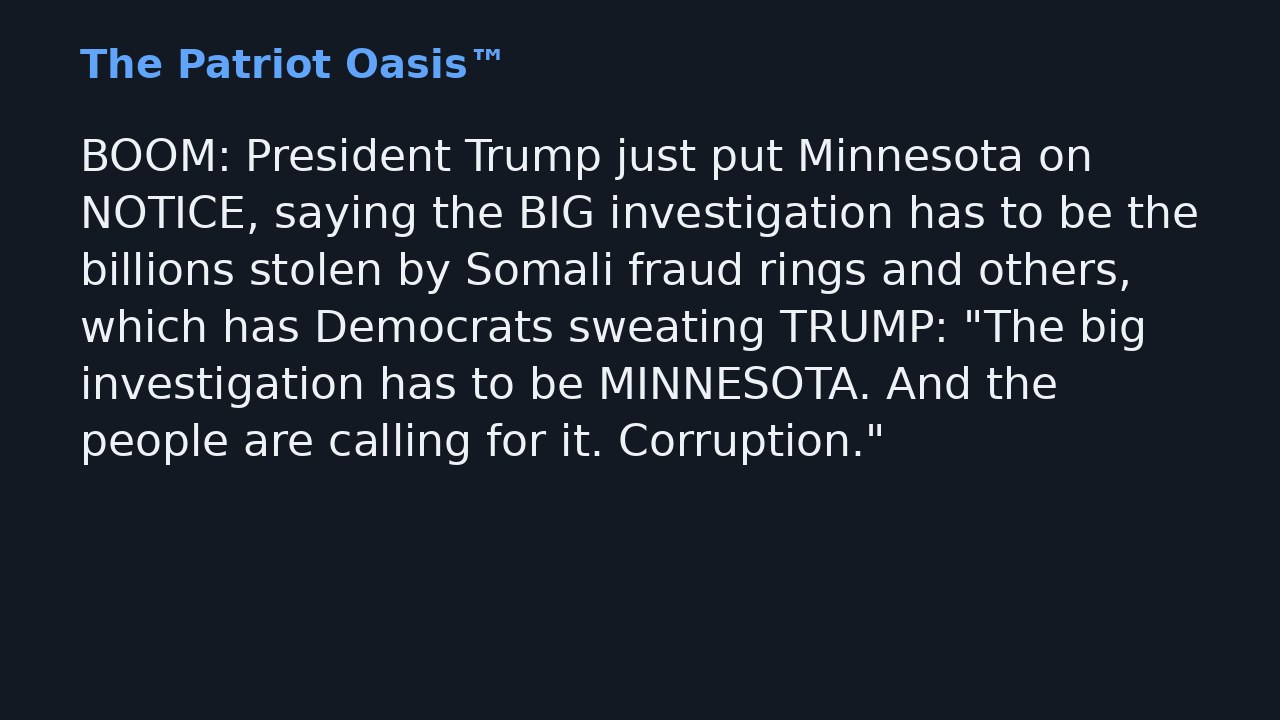 The Patriot Oasis™
BOOM: President Trump just put Minnesota on
NOTICE, saying the BIG investigation has to be the
billions stolen by Somali fraud rings and others,
which has Democrats sweating TRUMP: "The big
investigation has to be MINNESOTA. And the
people are calling for it. Corruption."